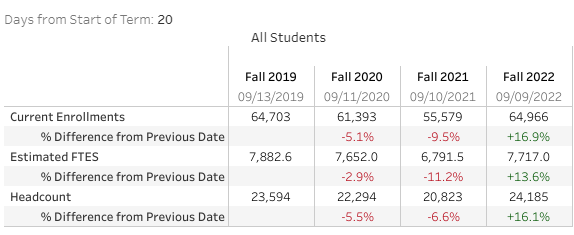 Days from Start of Term: 20
All Students
Fall 2019 Fall 2020 Fall 2021 Fall 2022
09/13/2019 09/11/2020 09/10/2021 09/09/2022
Current Enrollments 64,703 61,393 55,579 64,966
% Difference from Previous Date -5.1% -9.5% +16.9%
Estimated FTES 7,882.6 7,652.0 6,791.5 7,717.0
% Difference from Previous Date -2.9% -11.2% +13.6%
Headcount 23,594 22,294 20,823 24,185
% Difference from Previous Date -5.5% -6.6% +16.1%